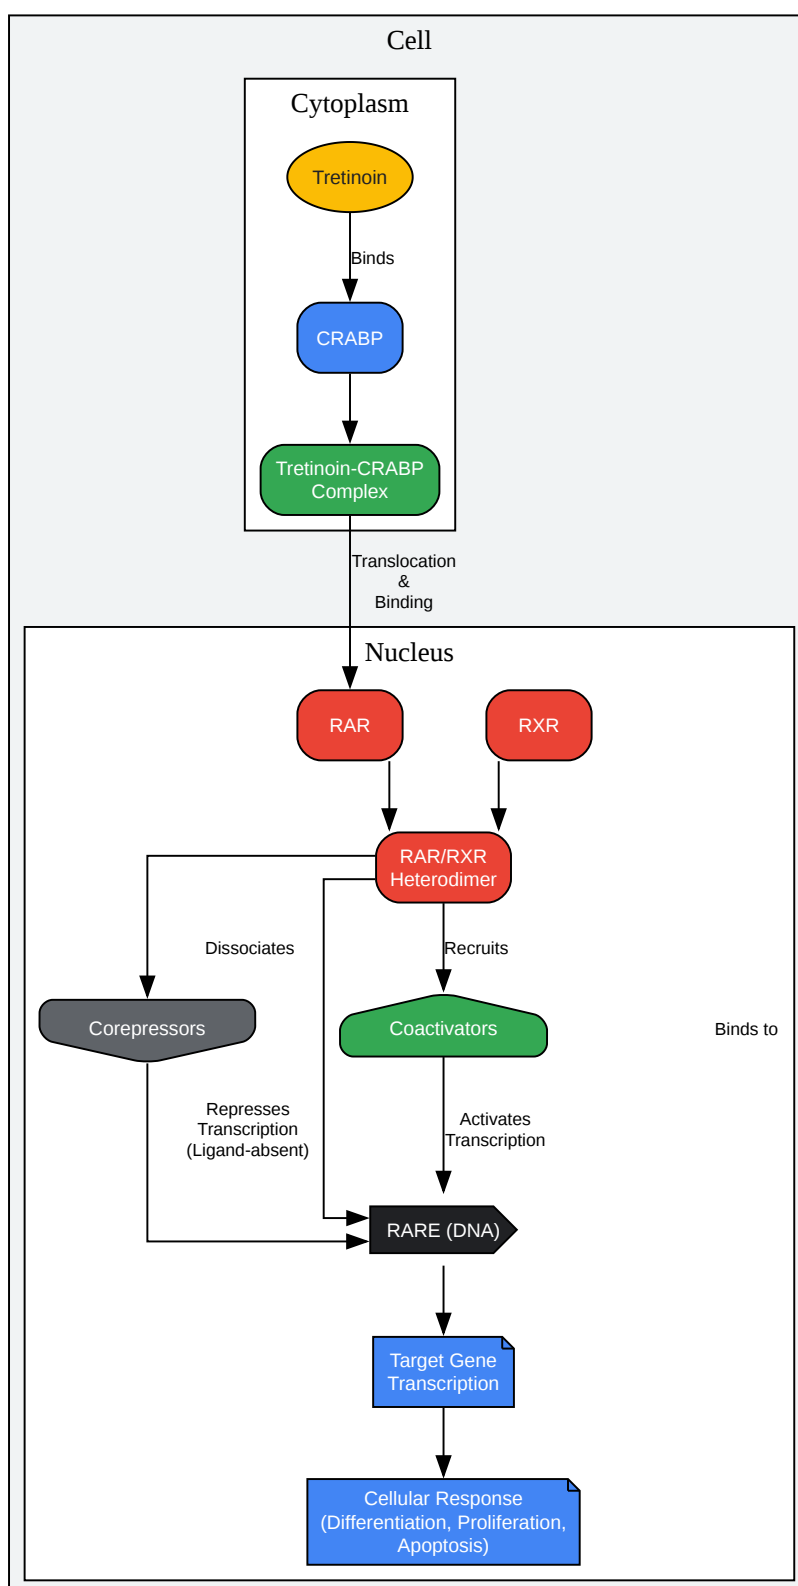 Cell
Cytoplasm
Tretinoin
Binds
CRABP
Tretinoin-CRABP
Complex
Translocation
&
Binding
Nucleus
RAR
RXR
RAR/RXR
Heterodimer
Dissociates
Recruits
Corepressors
Coactivators
Binds to
Represses
Transcription
(Ligand-absent)
Activates
Transcription
RARE (DNA)
Target Gene
Transcription
Cellular Response
(Differentiation, Proliferation,
Apoptosis)